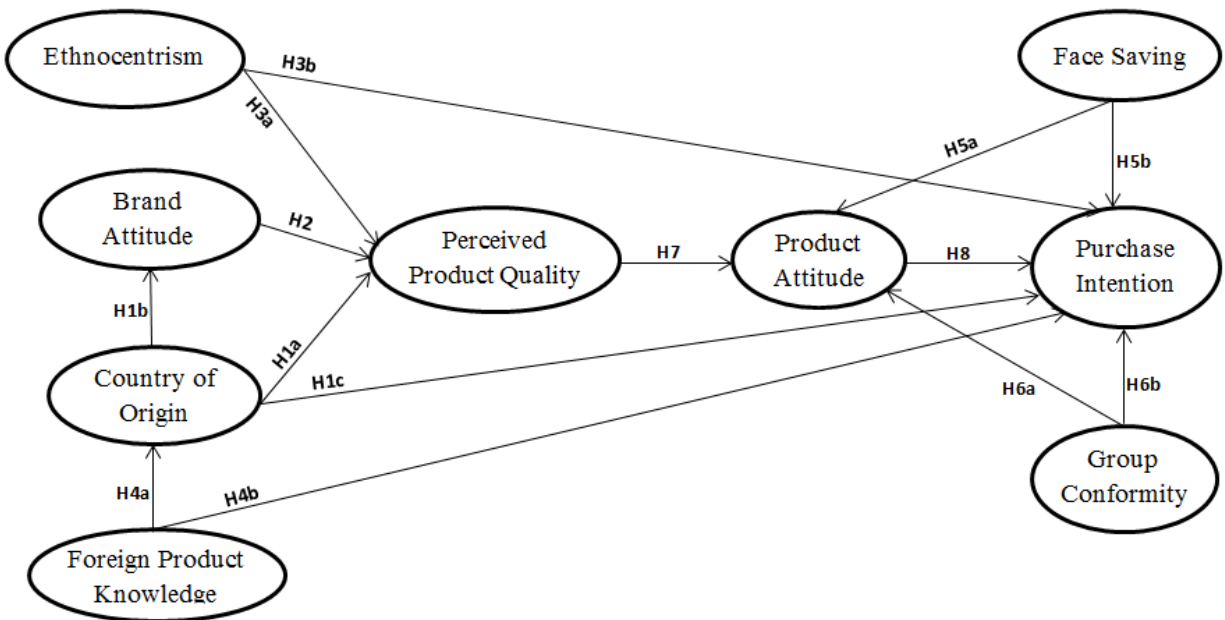 Ethnocentrism
Face Saving
H3b
H3a
H5a
H5b
Brand
Attitude
H2
Perceived
Product Quality
H7
Product
Attitude
H8
Purchase
Intention
H1b
H1a
H1c
Country of
Origin
H6a
H6b
H4a
H4b
Group
Conformity
Foreign Product
Knowledge